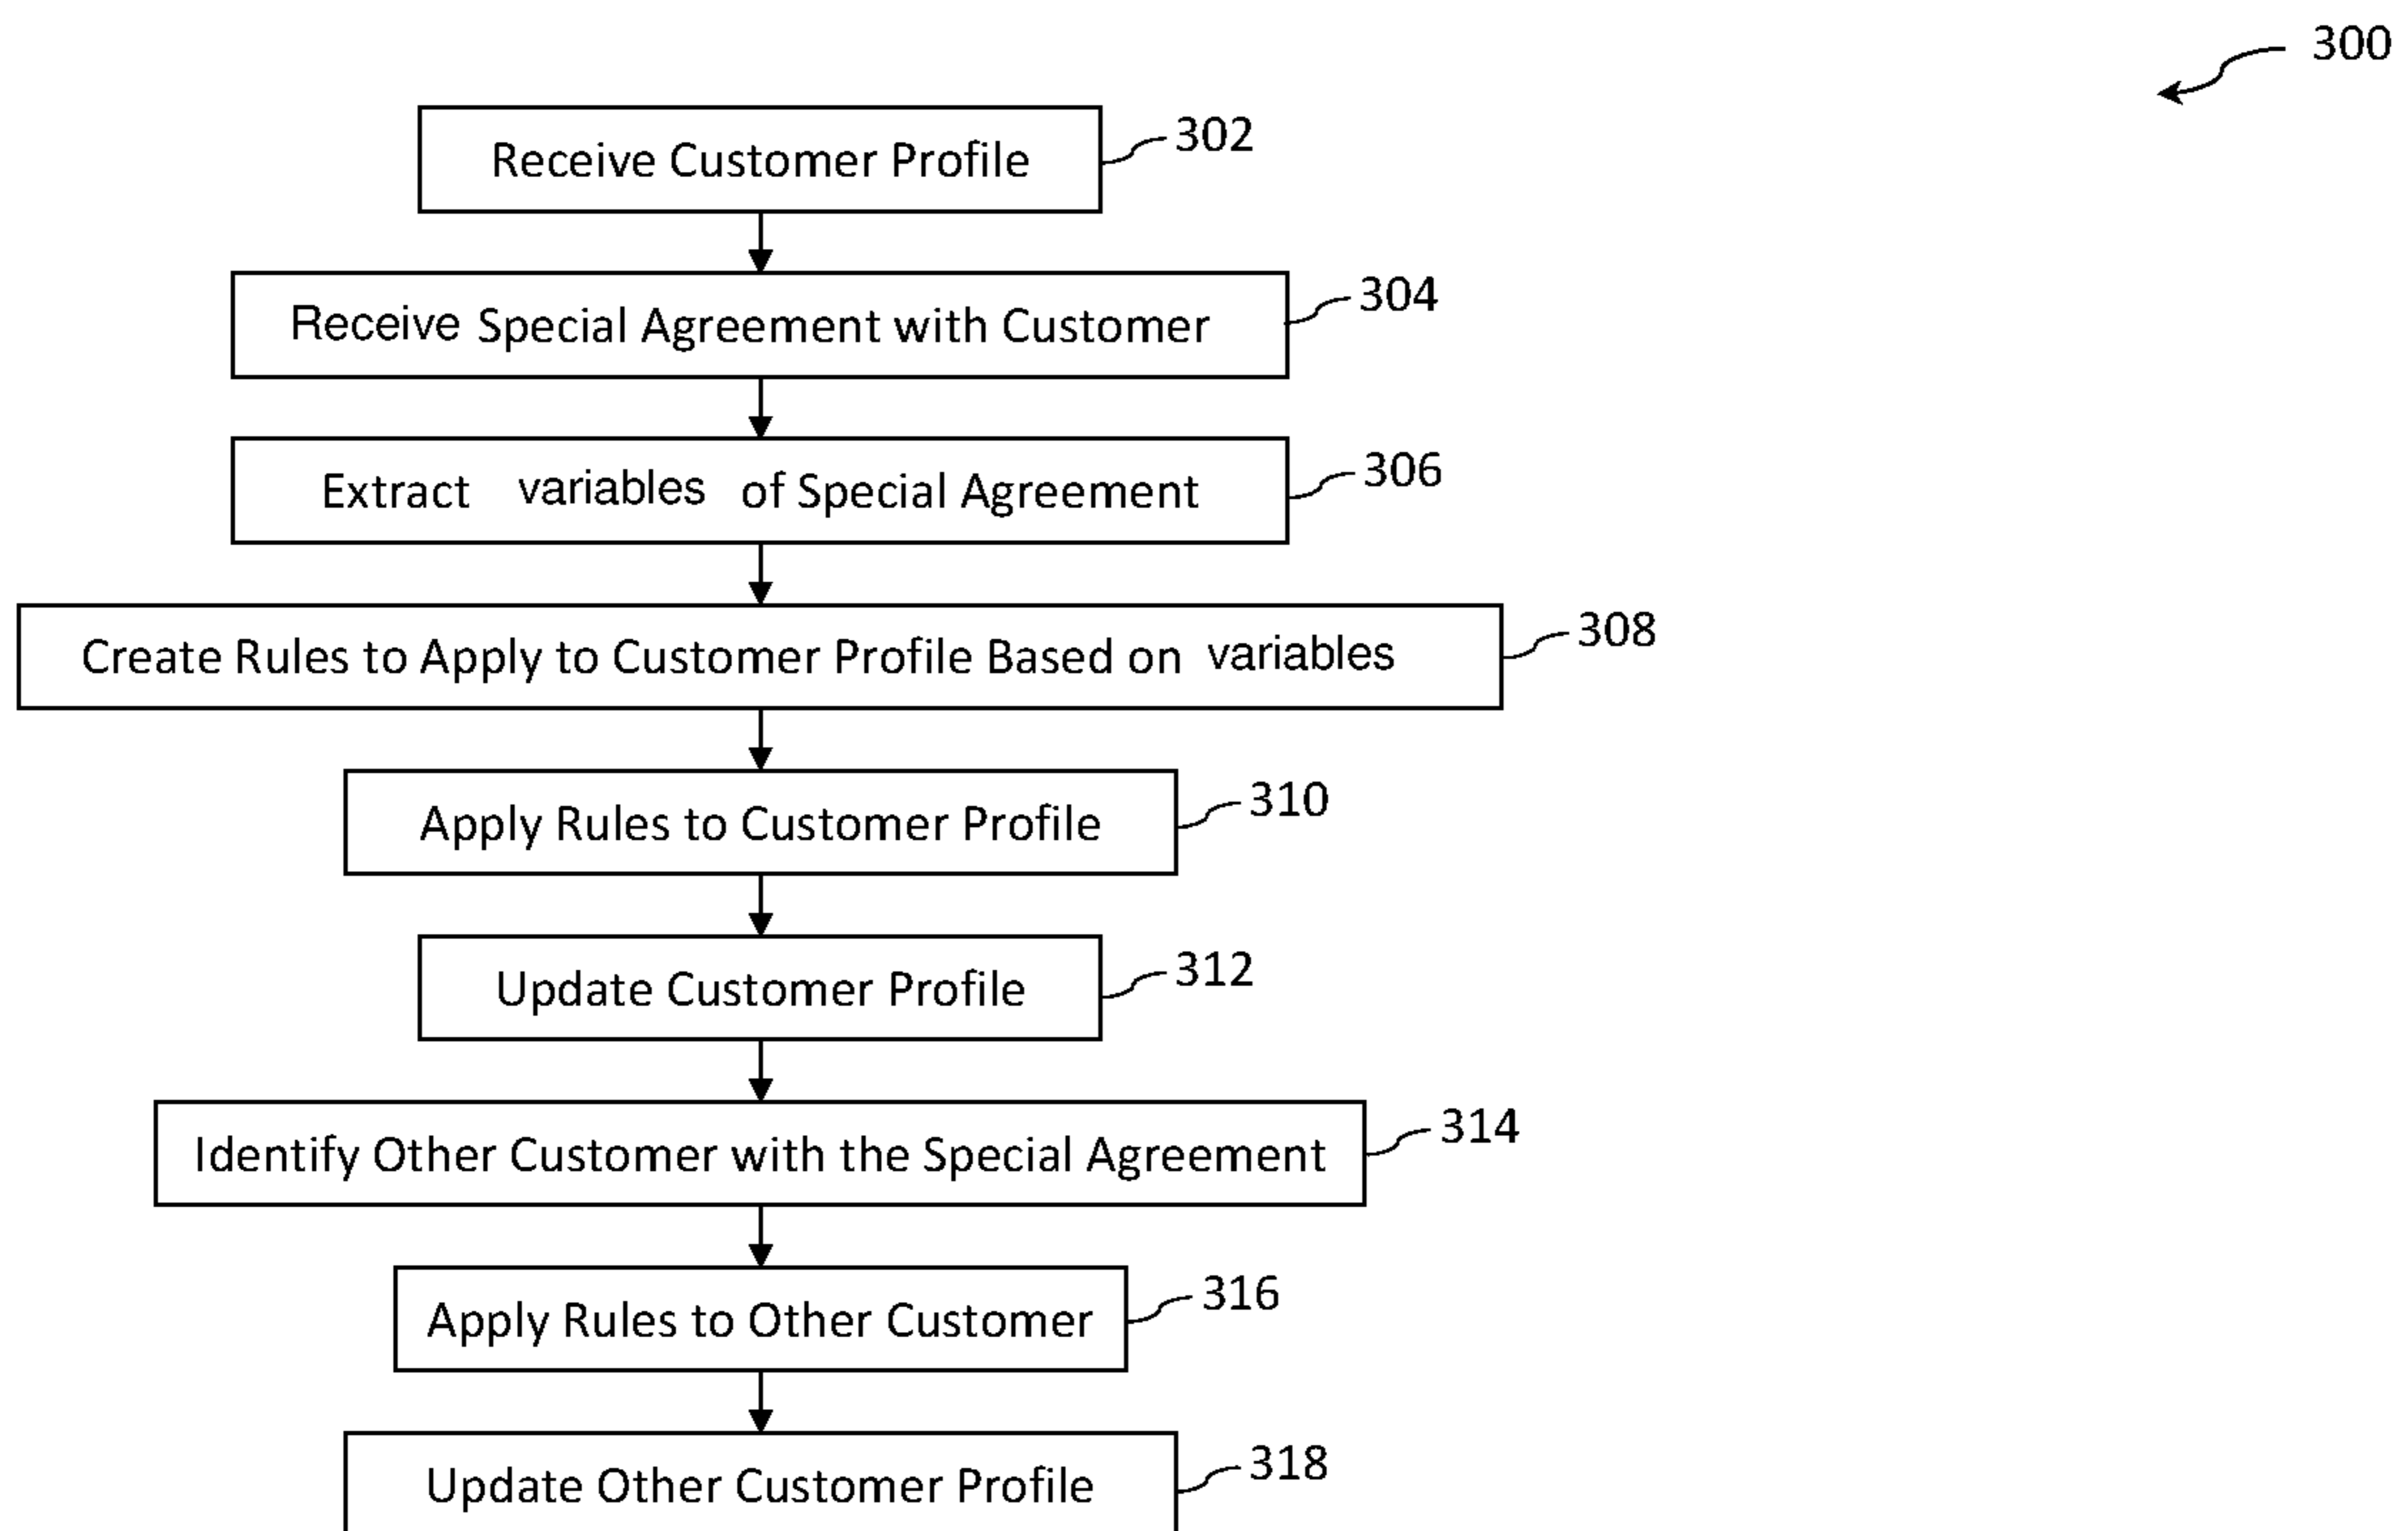 300
Receive Customer Profile 302
Receive Special Agreement with Customer 304
Extract variables of Special Agreement 306
Create Rules to Apply to Customer Profile Based on variables 308
Apply Rules to Customer Profile 310
Update Customer Profile 312
Identify Other Customer with the Special Agreement 314
Apply Rules to Other Customer 316
Update Other Customer Profile 318